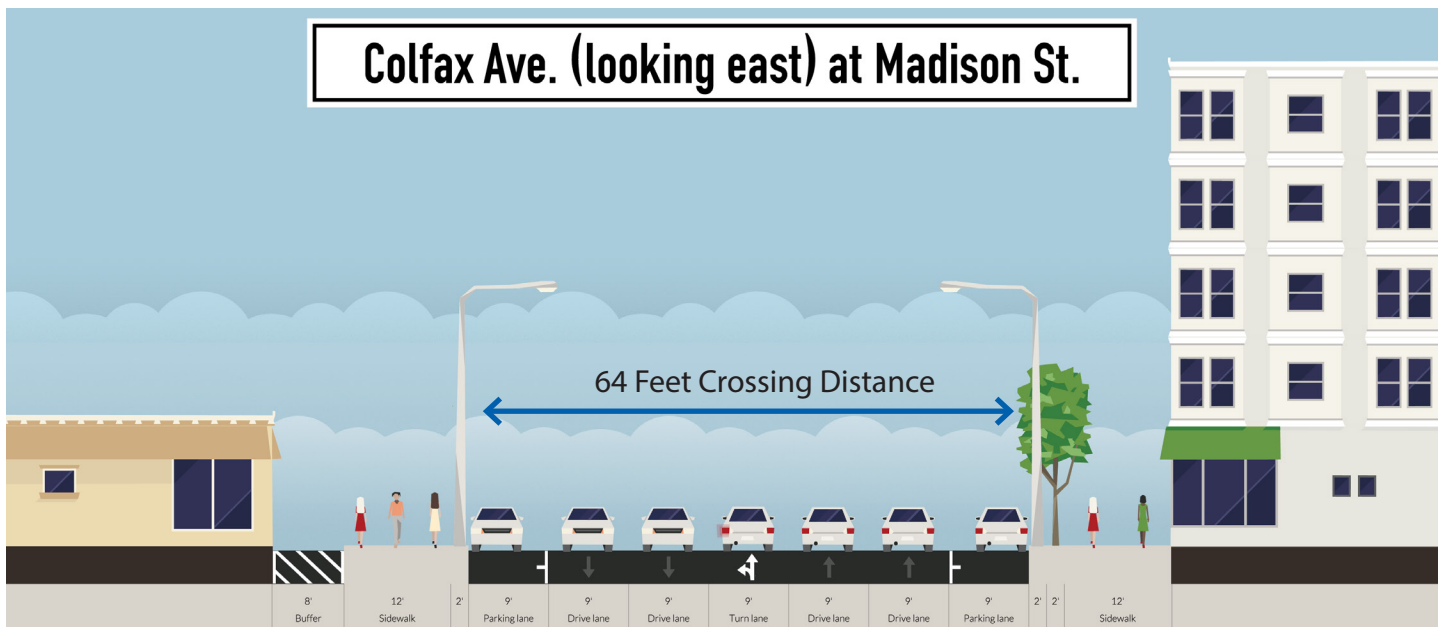 Colfax Ave. (looking east) at Madison St.
64 Feet Crossing Distance
8' 12' 2' 9' 9' 9' 9' 9' 9' 9' 2' 2' 12'
Buffer Sidewalk Parking lane Drive lane Drive lane Turn lane Drive lane Drive lane Parking lane Sidewalk